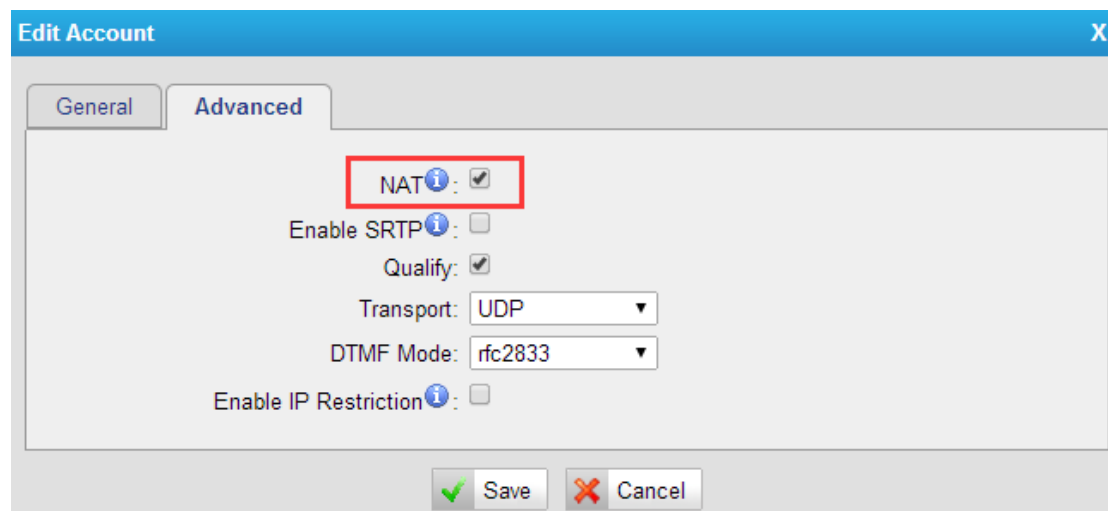 Edit Account X
General Advanced
NAT i :
Enable SRTP i :
Qualify:
Transport: UDP
DTMF Mode: rfc2833
Enable IP Restriction i :
Save Cancel